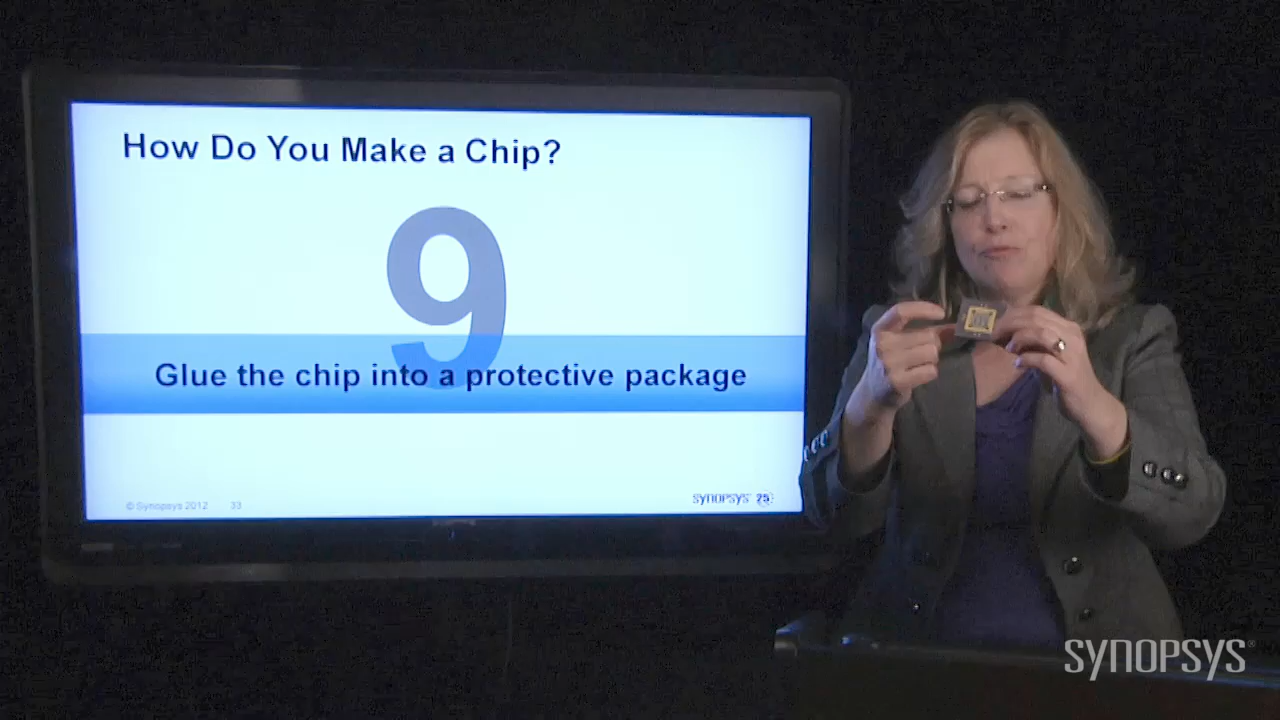 How Do You Make a Chip?
9
Glue the chip into a protective package
© Synopsys 2012 33
SYNOPSYS 25
SYNOPSYS®